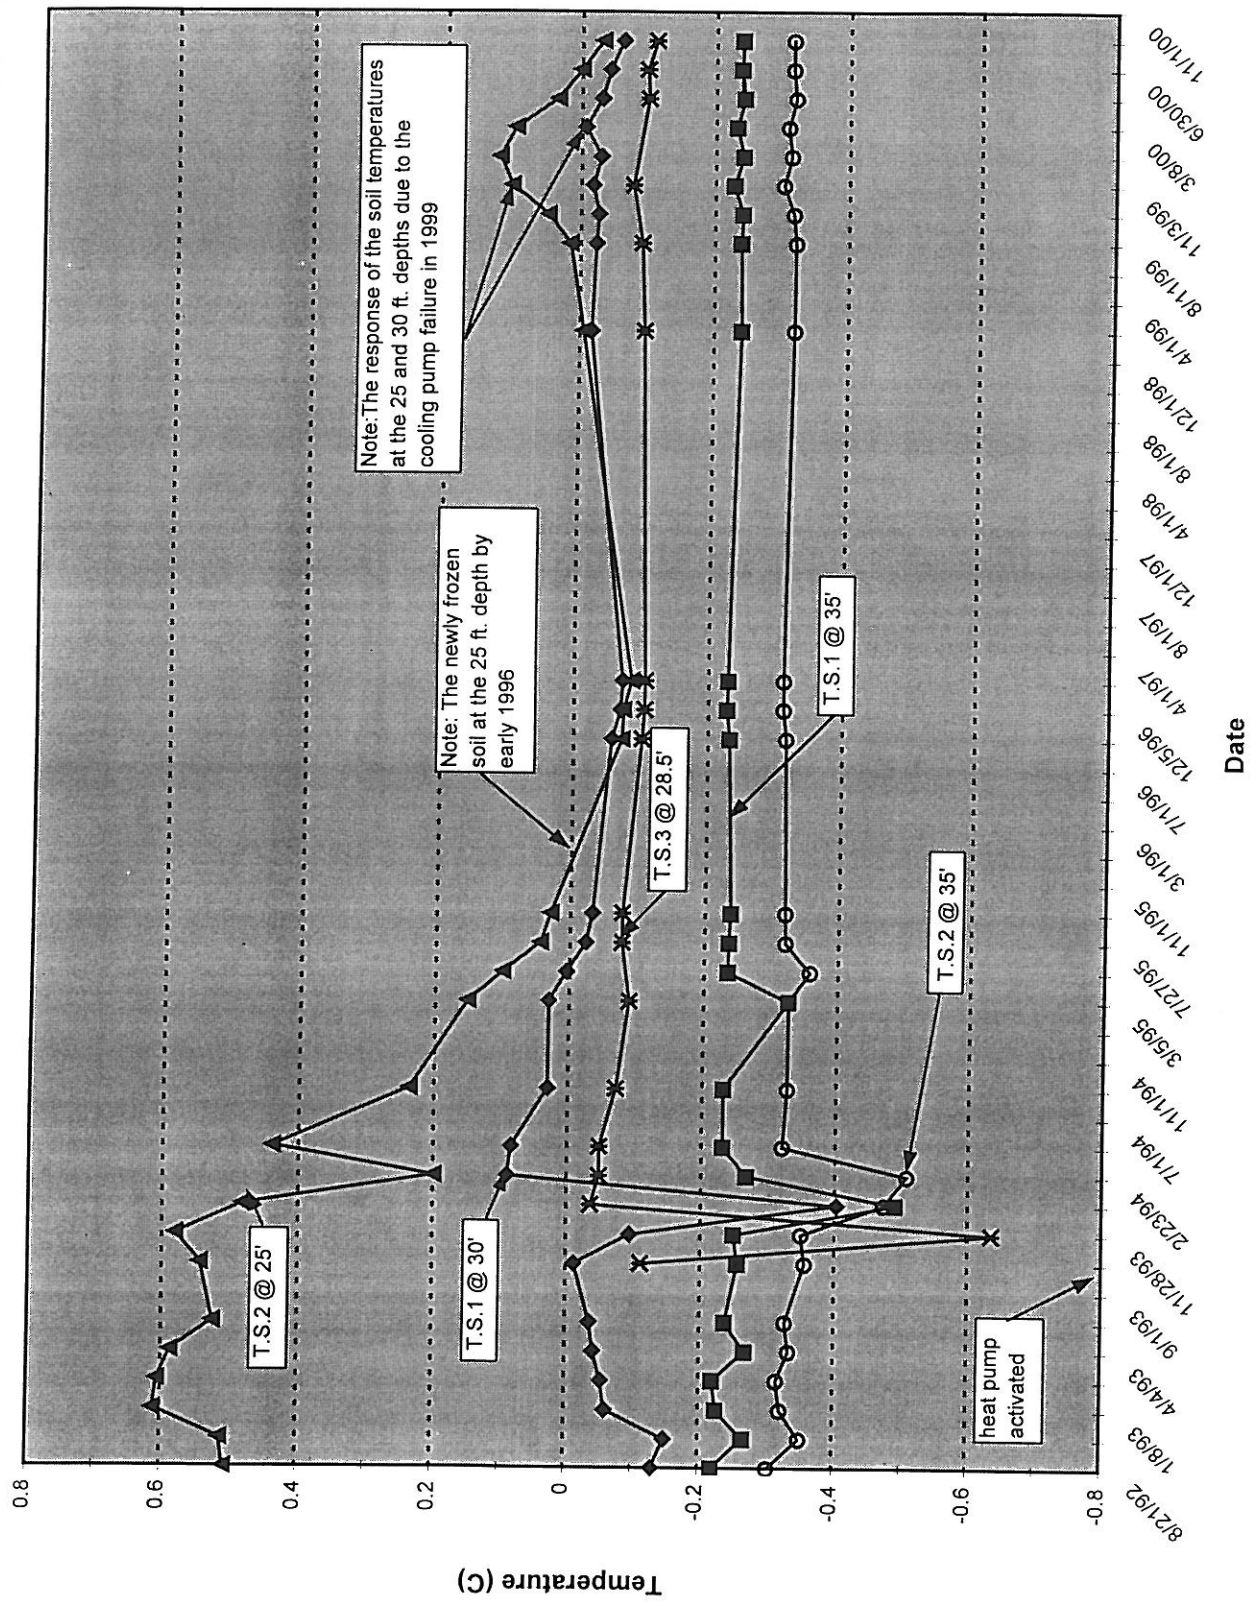 0.8
0.6
0.4
0.2
0
-0.2
-0.4
-0.6
-0.8
Temperature (C)
Note:The response of the soil temperatures
at the 25 and 30 ft. depths due to the
cooling pump failure in 1999
Note: The newly frozen
soil at the 25 ft. depth by
early 1996
T.S.2 @ 25'
T.S.1 @ 30'
T.S.3 @ 28.5'
T.S.1 @ 35'
T.S.2 @ 35'
heat pump
activated
8/21/92
1/8/93
4/4/93
9/1/93
11/28/93
2/23/94
7/1/94
11/1/94
3/5/95
7/27/95
11/1/95
3/1/96
7/1/96
12/5/96
4/1/97
8/1/97
12/1/97
4/1/98
8/1/98
12/1/98
4/1/99
8/11/99
11/3/99
3/8/00
6/30/00
11/1/00
Date